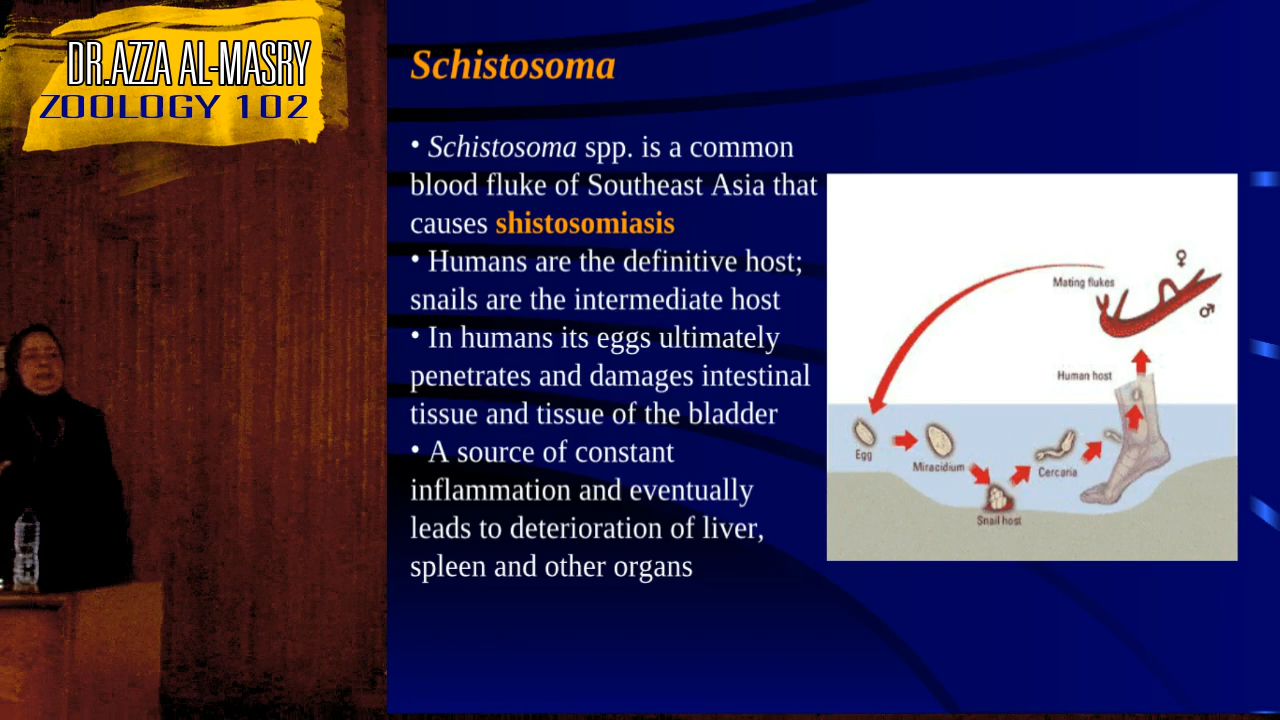 DR.AZZA AL-MASRY
ZOOLOGY 102
Schistosoma
• Schistosoma spp. is a common
blood fluke of Southeast Asia that
causes shistosomiasis
• Humans are the definitive host;
snails are the intermediate host
• In humans its eggs ultimately
penetrates and damages intestinal
tissue and tissue of the bladder
• A source of constant
inflammation and eventually
leads to deterioration of liver,
spleen and other organs
♀
Mating flukes
♂
Human host
Egg
Miracidium
Cercaria
Snail host